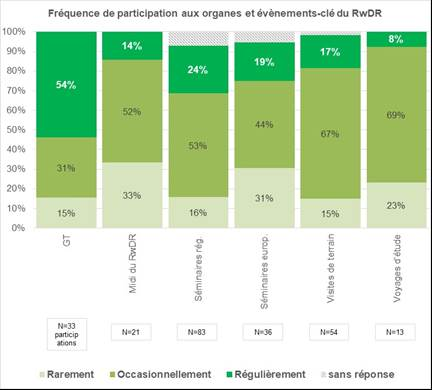 Fréquence de participation aux organes et évènements-clé du RwDR
100%
90%
80%
70%
60%
50%
40%
30%
20%
10%
0%
54%
31%
15%
14%
52%
33%
24%
53%
16%
19%
44%
31%
17%
67%
15%
8%
69%
23%
GT
Midi du RwDR
Séminaires rég.
Séminaires europ.
Visites de terrain
Voyages d'étude
N=33
particip
ations
N=21
N=83
N=36
N=54
N=13
Rarement
Occasionnellement
Régulièrement
sans réponse